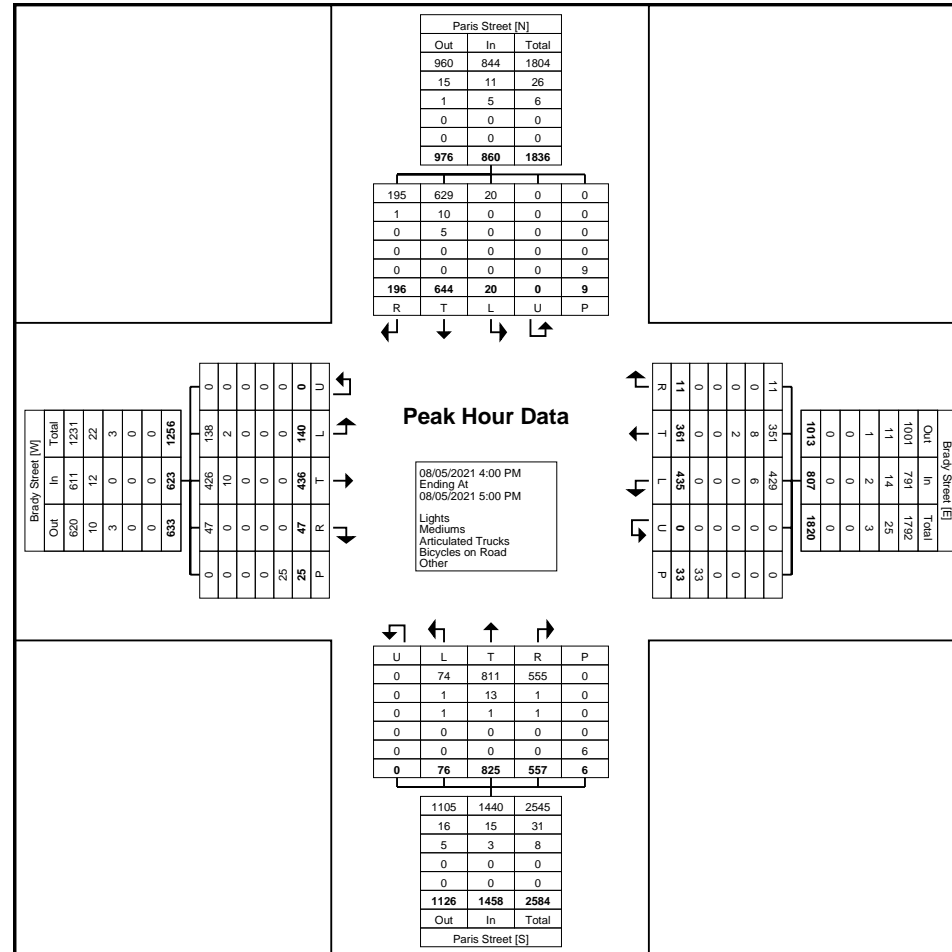 Paris Street [N]
Out In Total
960 844 1804
15 11 26
1 5 6
0 0 0
0 0 0
976 860 1836
195 629 20 0 0
1 10 0 0 0
0 5 0 0 0
0 0 0 0 0
0 0 0 0 9
196 644 20 0 9
R T L U P
Brady Street [W]
Total 1231 22 3 0 0 1256
In 611 12 0 0 0 623
Out 620 10 3 0 0 633
0 0 0 0 0 0 U
138 2 0 0 0 140 L
426 10 0 0 0 436 T
47 0 0 0 0 47 R
0 0 0 0 25 25 P
Peak Hour Data
08/05/2021 4:00 PM
Ending At
08/05/2021 5:00 PM
Lights
Mediums
Articulated Trucks
Bicycles on Road
Other
R 11 0 0 0 0 11
T 361 0 0 2 8 351
L 435 0 0 0 6 429
U 0 0 0 0 0 0
P 33 33 0 0 0 0
1013 0 0 1 11 1001 Out
807 0 0 2 14 791 In
1820 0 0 3 25 1792 Total
Brady Street [E]
U L T R P
0 74 811 555 0
0 1 13 1 0
0 1 1 1 0
0 0 0 0 0
0 0 0 0 6
0 76 825 557 6
1105 1440 2545
16 15 31
5 3 8
0 0 0
0 0 0
1126 1458 2584
Out In Total
Paris Street [S]